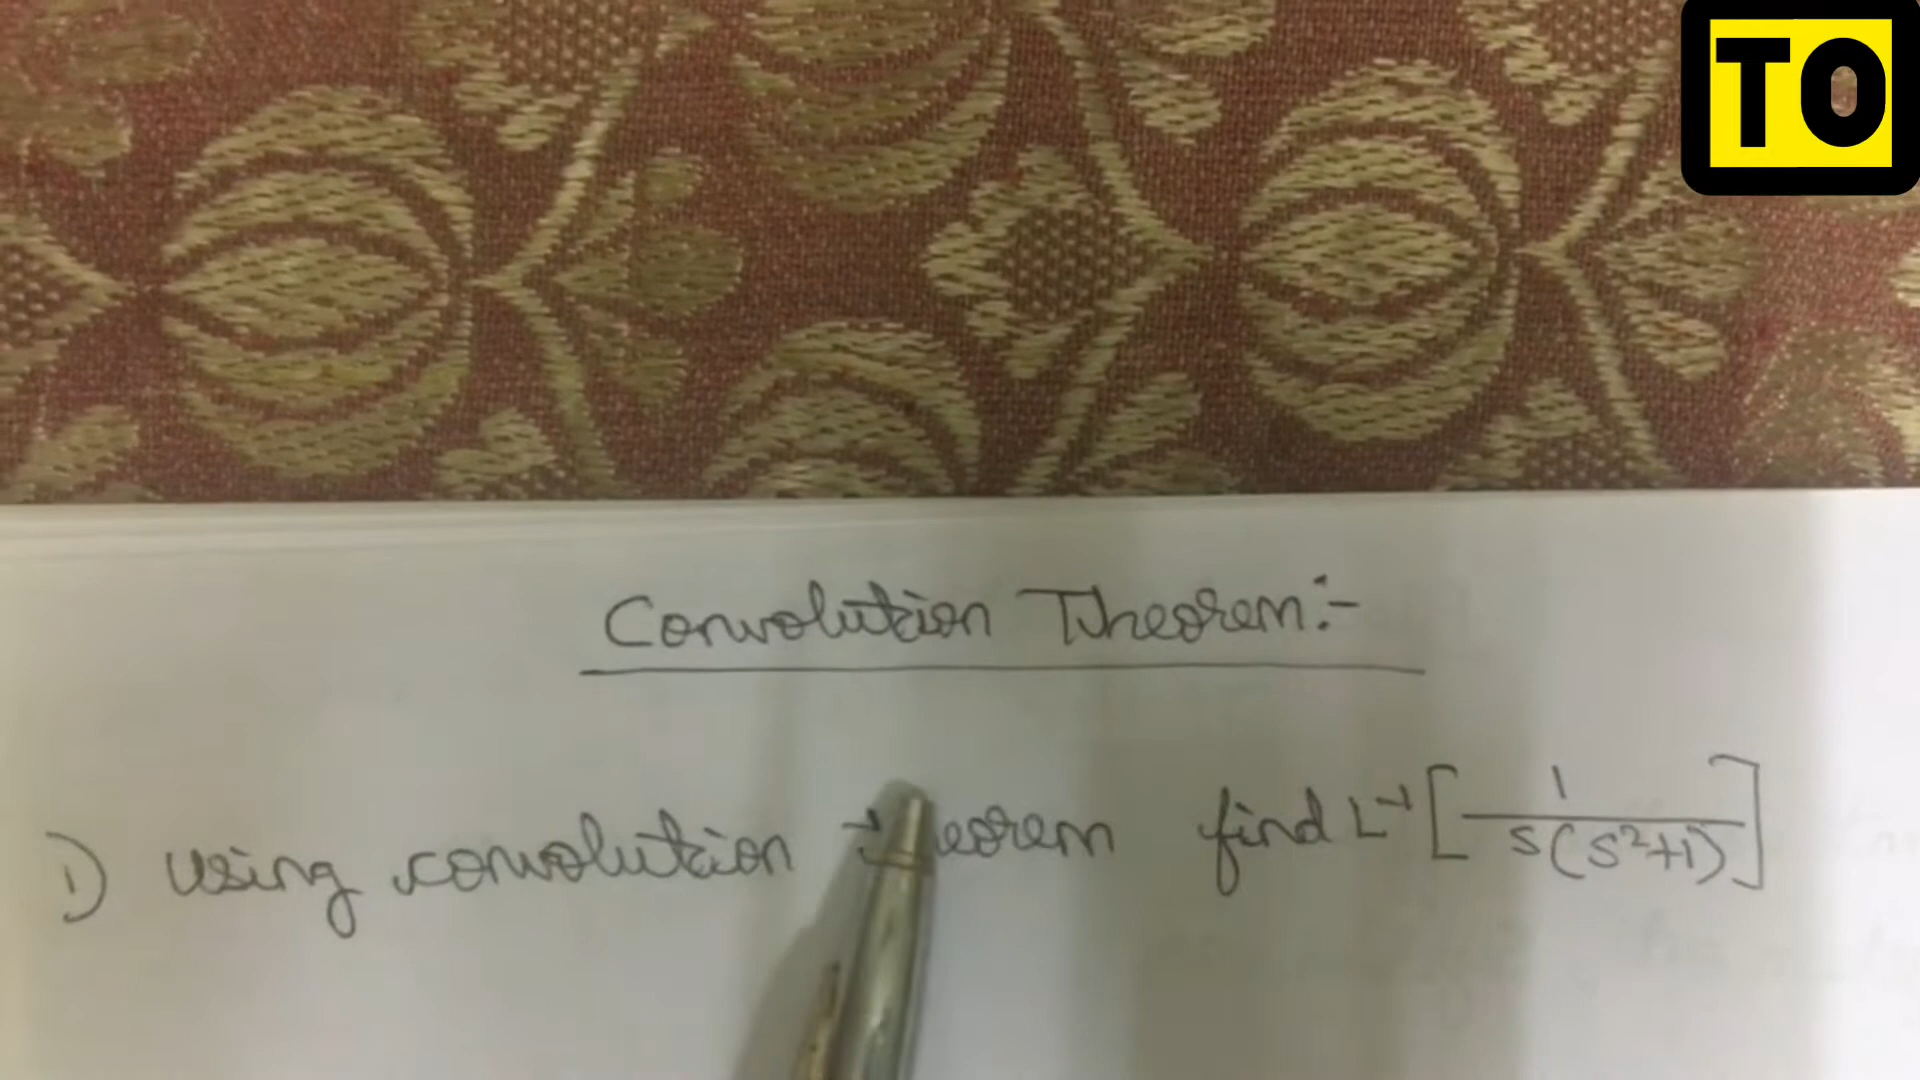 TO
Convolution Theorem:-
1) using convolution theorem find L⁻¹[1/s(s²+1)]